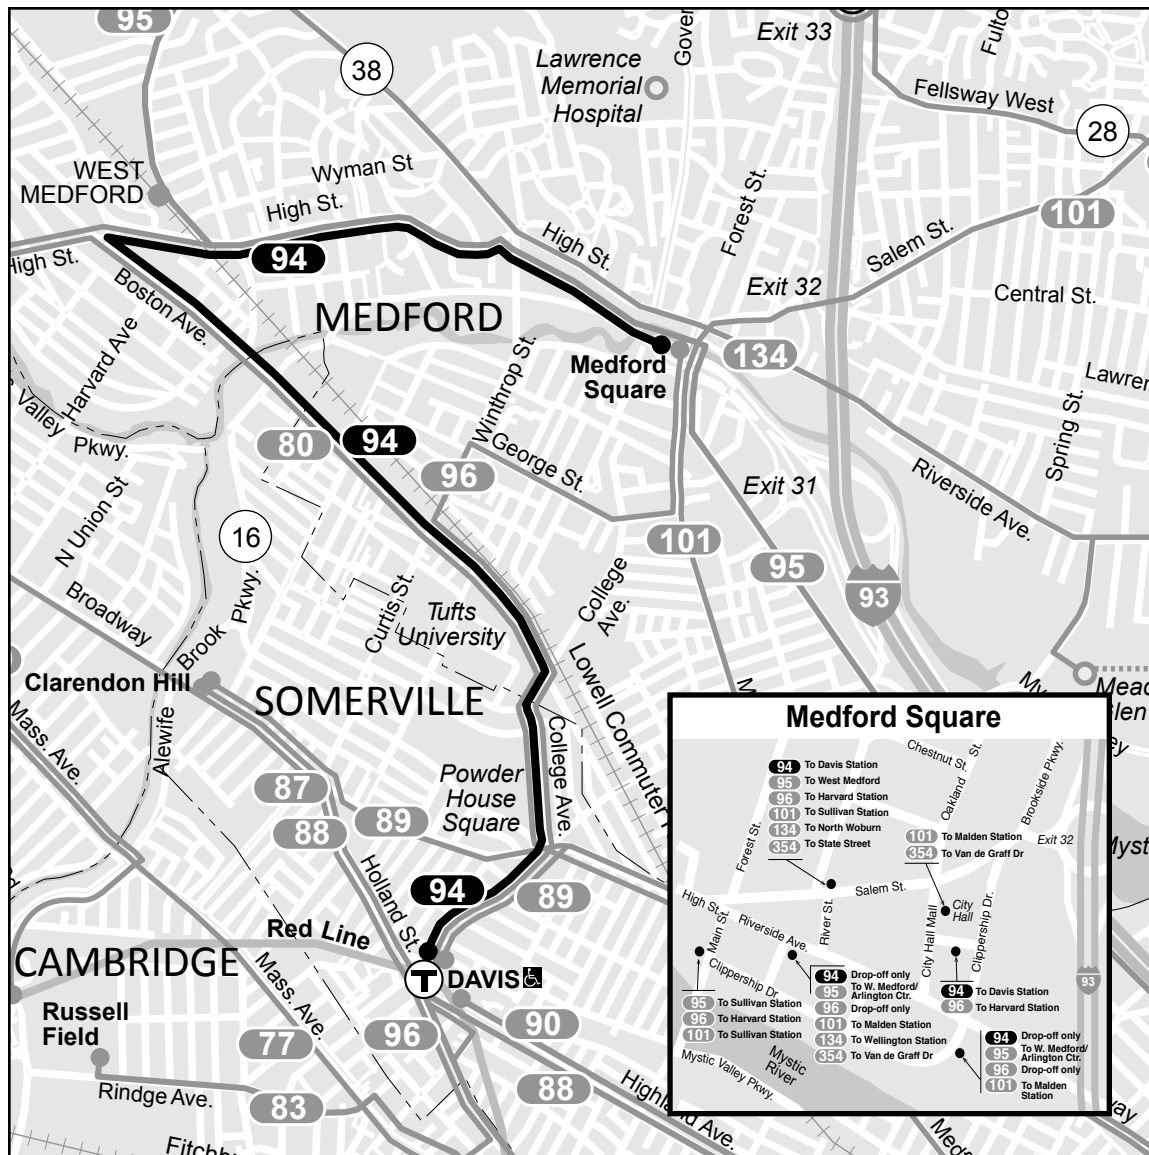 95
38
Lawrence
Memorial
Hospital
Exit 33
Fellsway West
28
WEST
MEDFORD
Wyman St
High St.
Forest St.
101
Salem St.
High St.
94
Boston Ave.
High St.
Exit 32
Central St.
MEDFORD
Harvard Ave
134
Medford
Square
Winthrop St.
Valley Pkwy.
80
94
96
George St.
Spring St.
Exit 31
Riverside Ave.
N Union St
16
101
95
93
Broadway
Brook Pkwy.
Curtis St.
Tufts
University
College
Ave.
Clarendon Hill
SOMERVILLE
Lowell Commuter
Mass. Ave.
Alewife
College Ave.
Powder
House
Square
87
88
89
94
89
Holland St.
Red Line
CAMBRIDGE
Mass. Ave.
T DAVIS
Russell
Field
77
96
90
88
Rindge Ave.
83
Highland Ave.
Medford Square
Chestnut St.
Oakland St.
Brookside Pkwy.
94 To Davis Station
95 To West Medford
96 To Harvard Station
101 To Sullivan Station
134 To North Woburn
354 To State Street
Forest St.
101 To Malden Station
354 To Van de Graff Dr
Exit 32
Salem St.
High St.
Main St.
Riverside Ave.
River St.
City Hall Mall
City
Hall
Clippership Dr.
Clippership Dr.
95 To Sullivan Station
96 To Harvard Station
101 To Sullivan Station
94 Drop-off only
95 To W. Medford/
Arlington Ctr.
96 Drop-off only
101 To Malden Station
134 To Wellington Station
354 To Van de Graff Dr
94 To Davis Station
96 To Harvard Station
94 Drop-off only
95 To W. Medford/
Arlington Ctr.
96 Drop-off only
101 To Malden
Station
93
Mystic
River
Mystic Valley Pkwy.